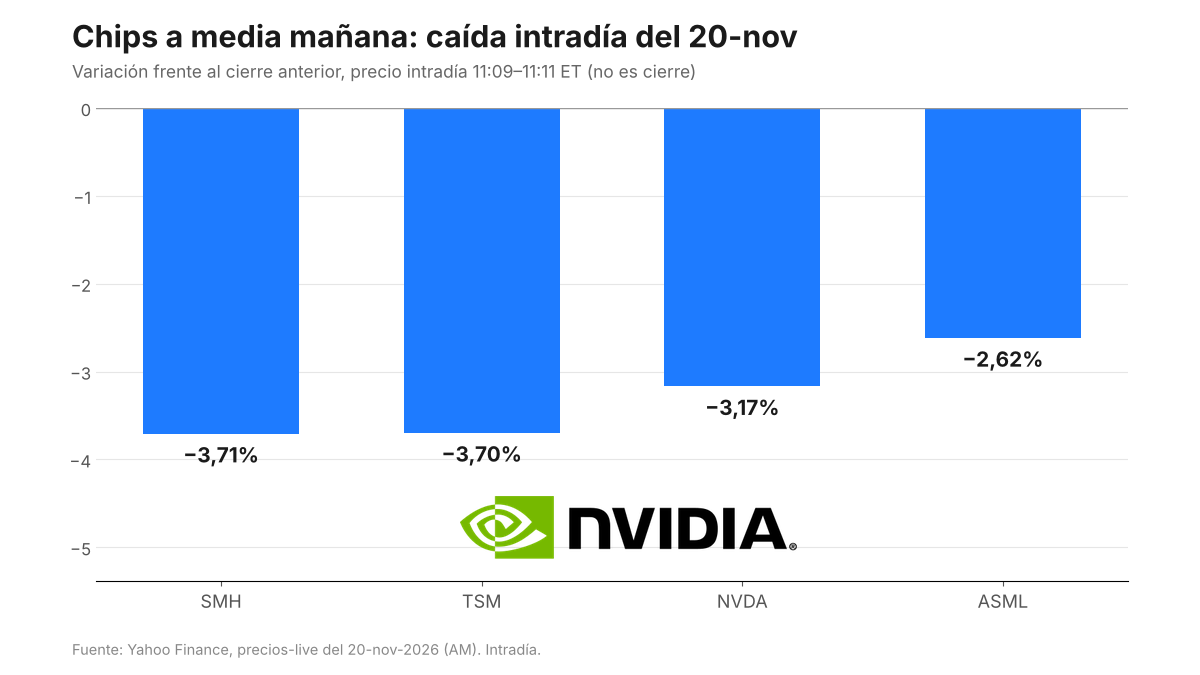 Chips a media mañana: caída intradía del 20-nov
Variación frente al cierre anterior, precio intradía 11:09–11:11 ET (no es cierre)
0
−1
−2
−3
−4
−5
−3,71%
−3,70%
−3,17%
−2,62%
NVIDIA®
SMH
TSM
NVDA
ASML
Fuente: Yahoo Finance, precios-live del 20-nov-2026 (AM). Intradía.